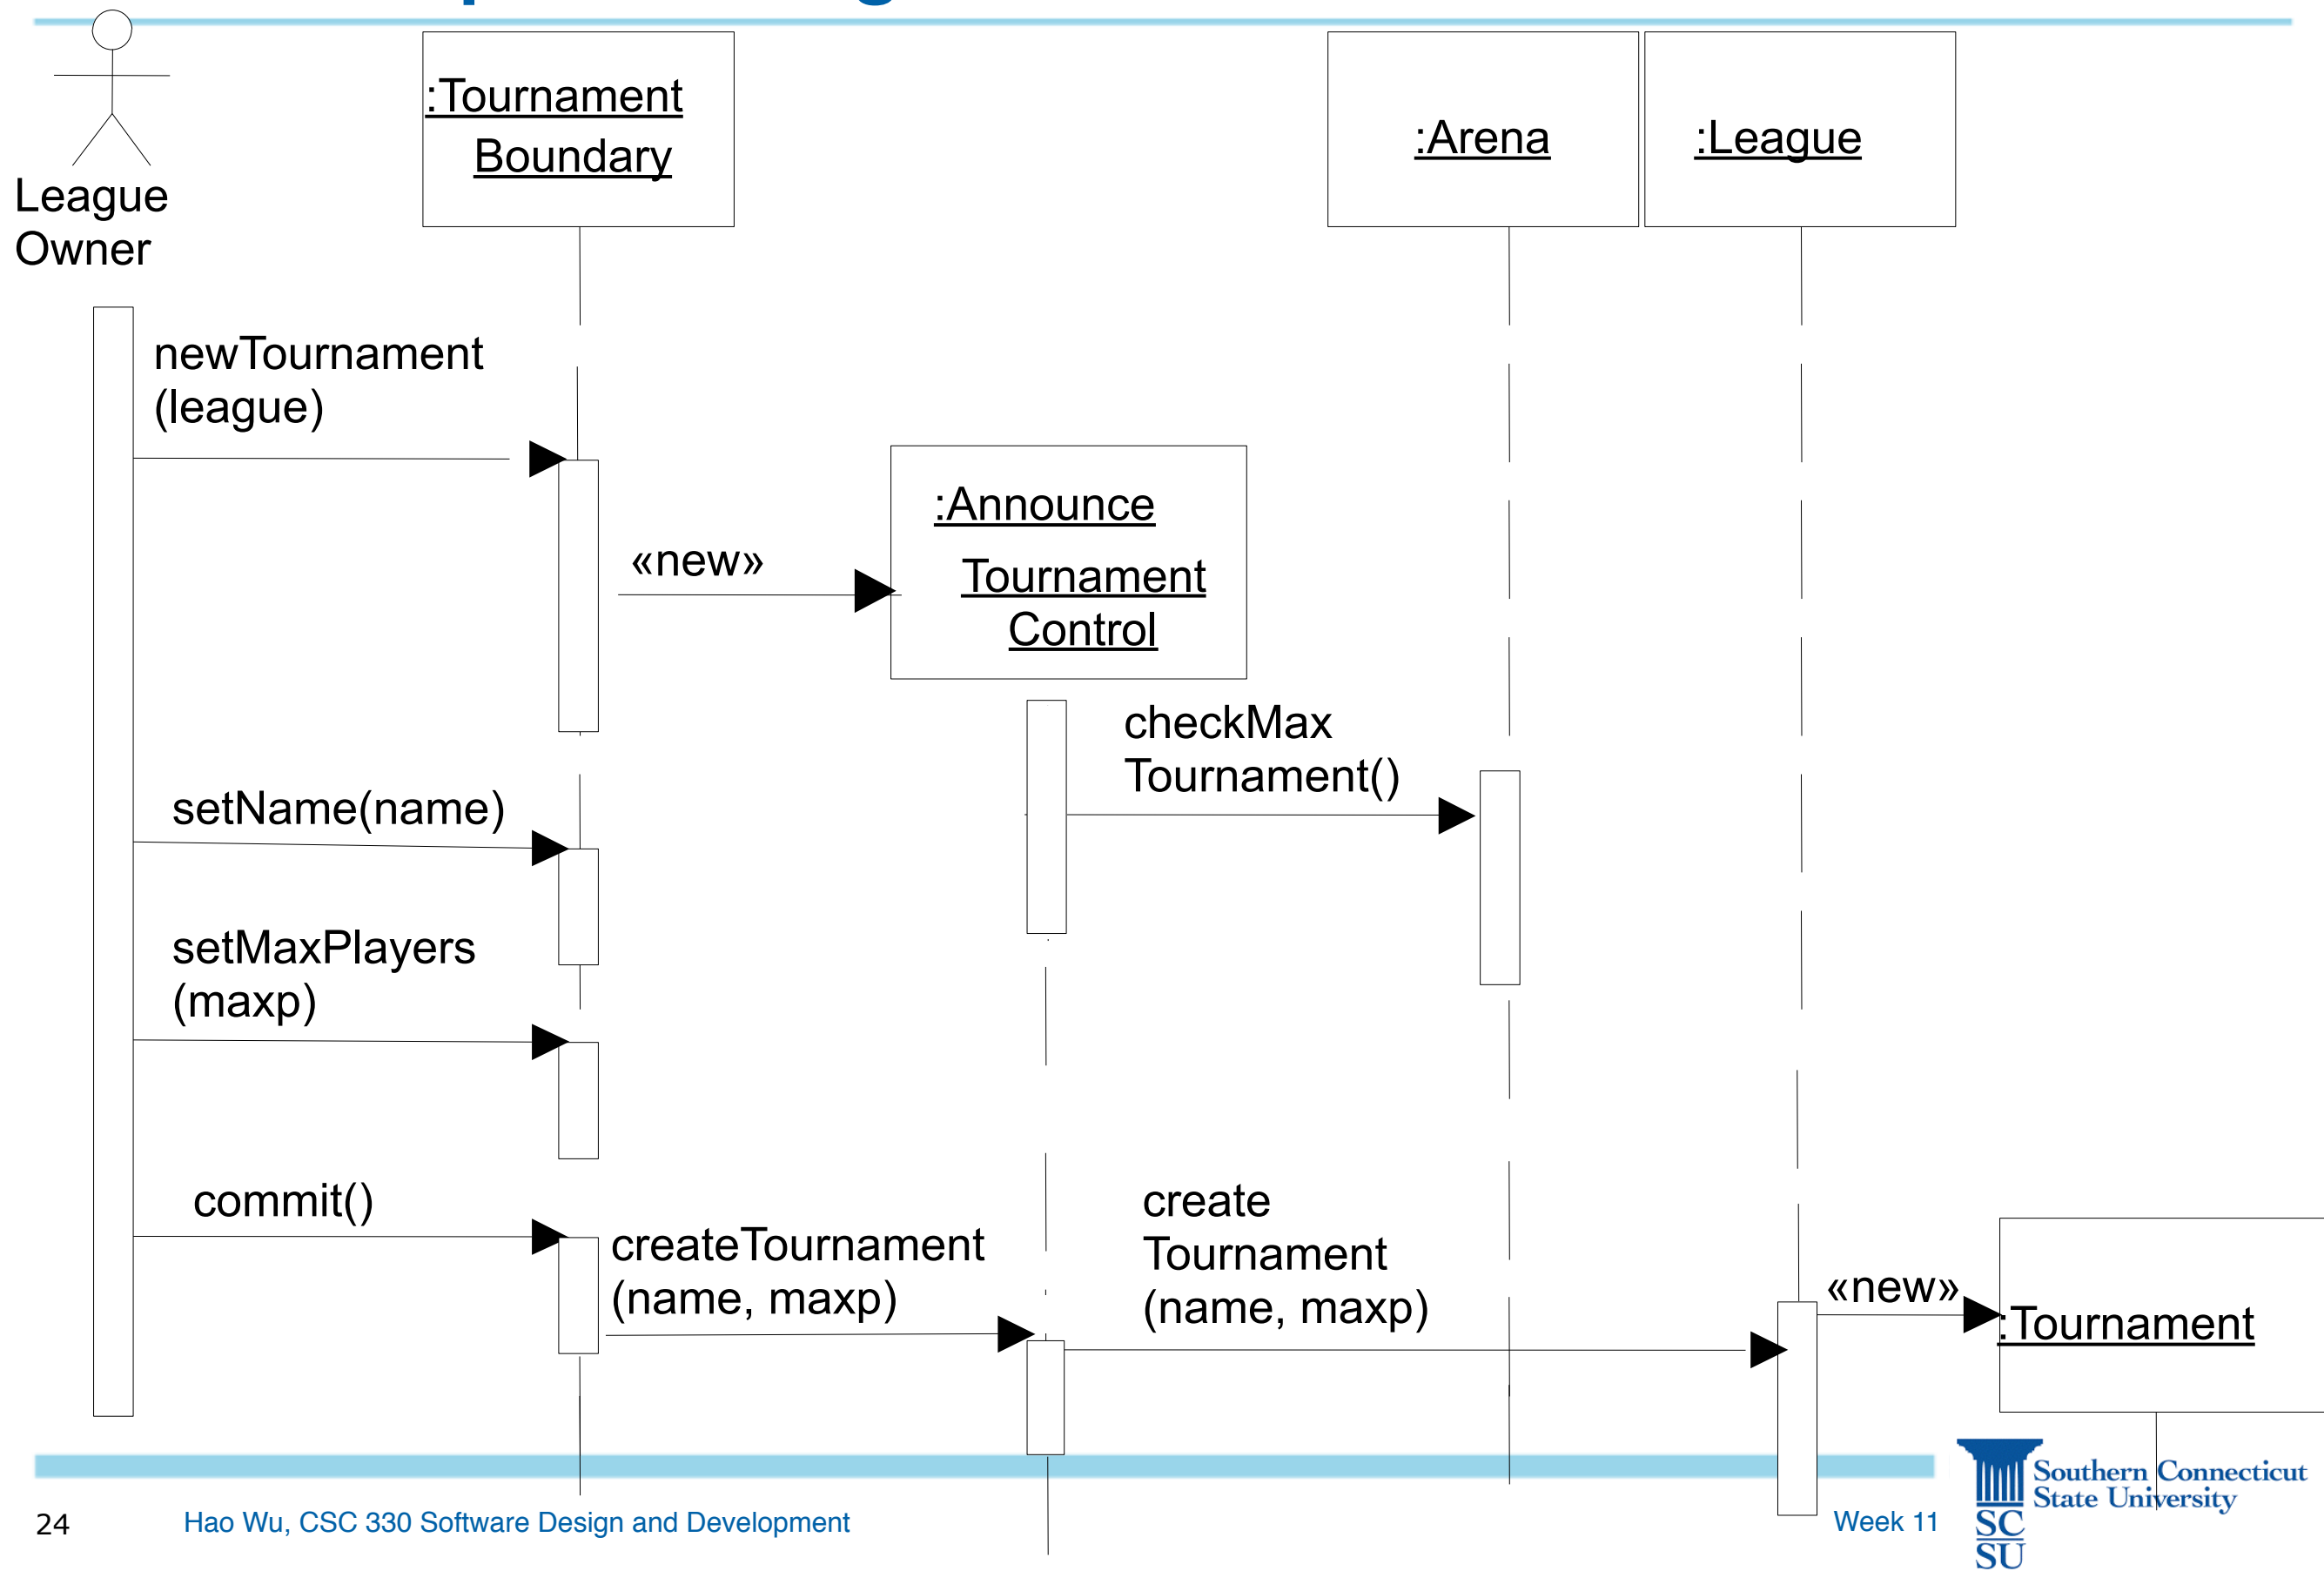 :Tournament
Boundary
:Arena
:League
League
Owner
newTournament
(league)
:Announce
Tournament
Control
«new»
checkMax
Tournament()
setName(name)
setMaxPlayers
(maxp)
commit()
createTournament
(name, maxp)
create
Tournament
(name, maxp)
«new»
:Tournament
24
Hao Wu, CSC 330 Software Design and Development
Week 11
Southern Connecticut
State University
SC
SU